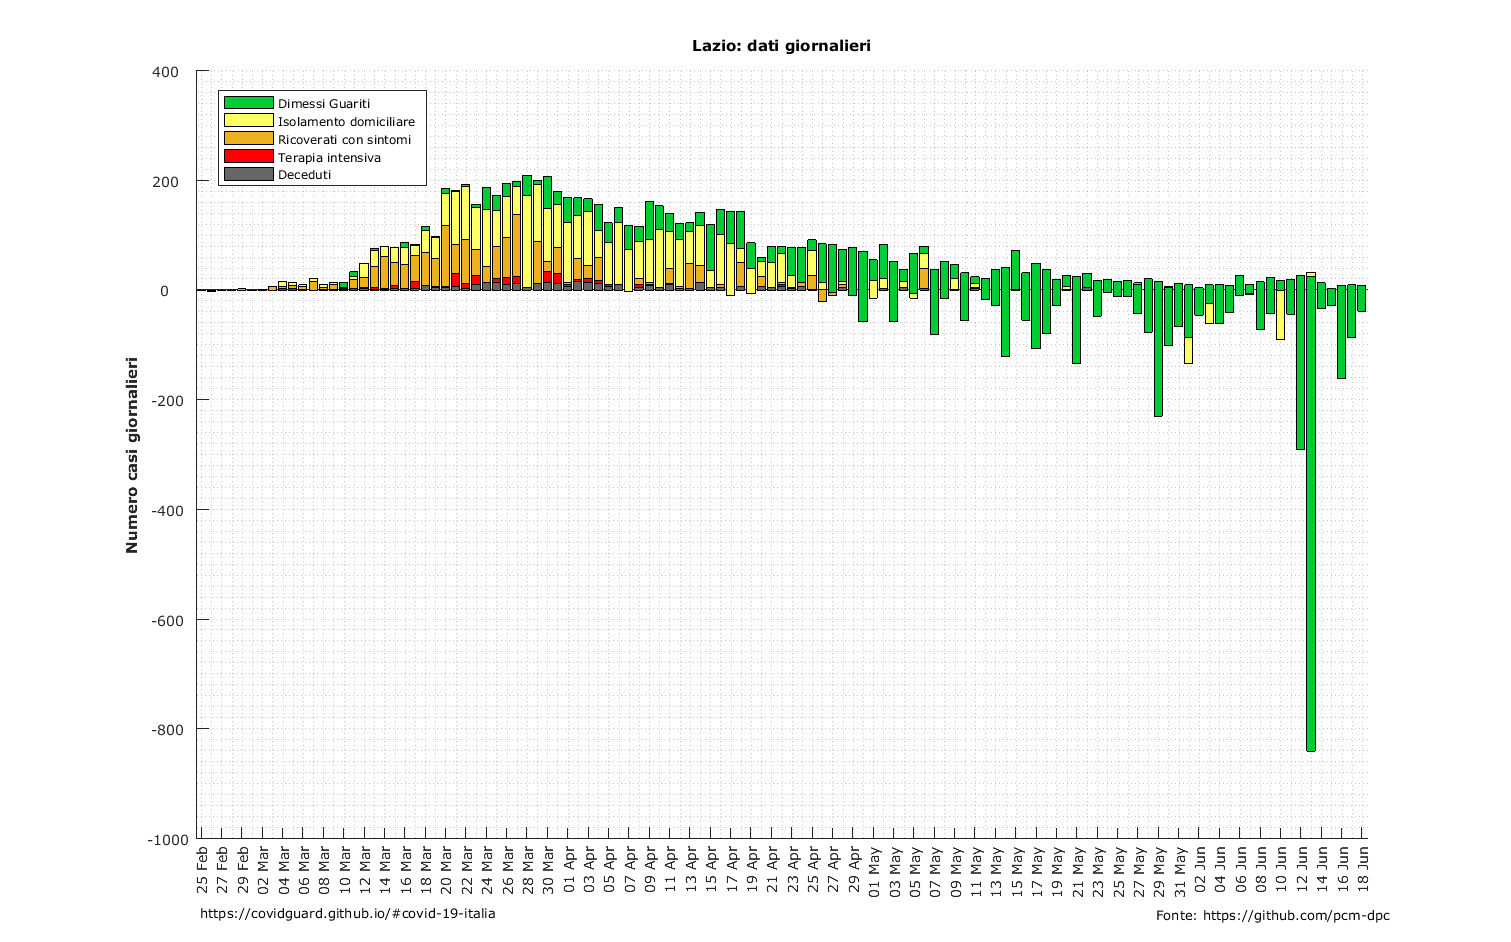 Lazio: dati giornalieri
400
200
0
-200
-400
-600
-800
-1000
Numero casi giornalieri
Dimessi Guariti
Isolamento domiciliare
Ricoverati con sintomi
Terapia intensiva
Deceduti
25 Feb
27 Feb
29 Feb
02 Mar
04 Mar
06 Mar
08 Mar
10 Mar
12 Mar
14 Mar
16 Mar
18 Mar
20 Mar
22 Mar
24 Mar
26 Mar
28 Mar
30 Mar
01 Apr
03 Apr
05 Apr
07 Apr
09 Apr
11 Apr
13 Apr
15 Apr
17 Apr
19 Apr
21 Apr
23 Apr
25 Apr
27 Apr
29 Apr
01 May
03 May
05 May
07 May
09 May
11 May
13 May
15 May
17 May
19 May
21 May
23 May
25 May
27 May
29 May
31 May
02 Jun
04 Jun
06 Jun
08 Jun
10 Jun
12 Jun
14 Jun
16 Jun
18 Jun
https://covidguard.github.io/#covid-19-italia
Fonte: https://github.com/pcm-dpc